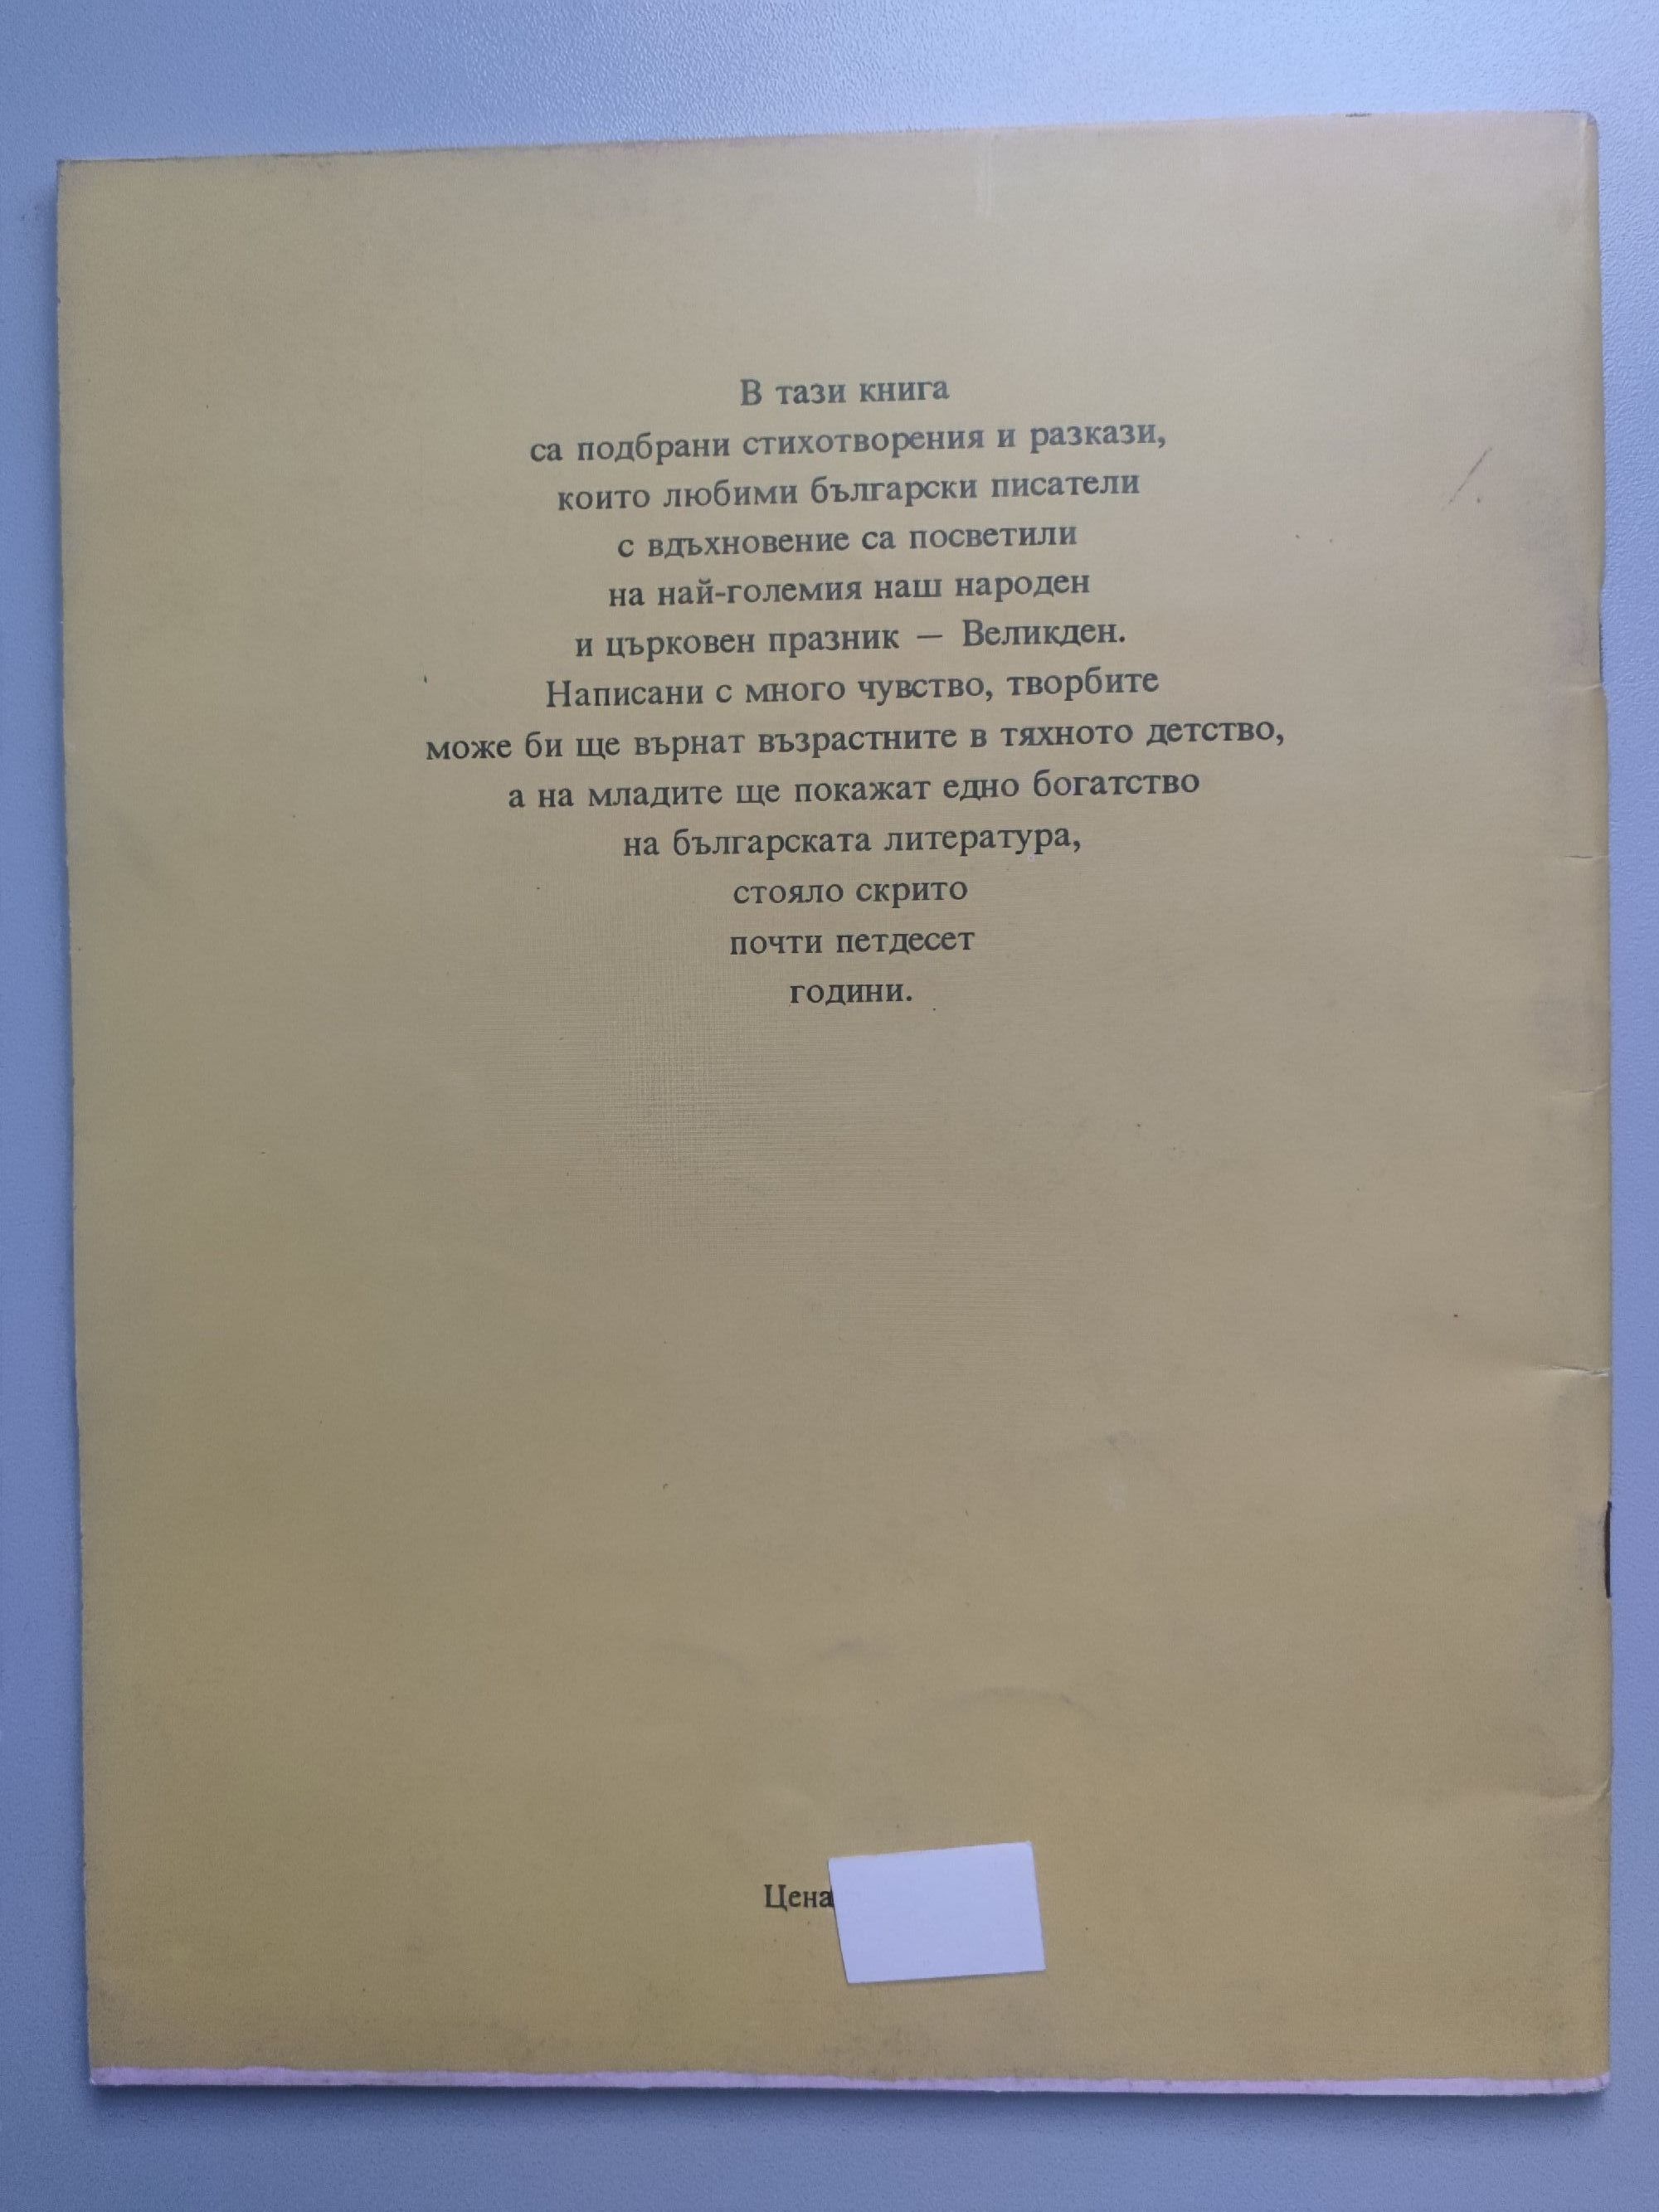 В тази книга
са подбрани стихотворения и разкази,
които любими български писатели
с вдъхновение са посветили
на най-големия наш народен
и църковен празник — Великден.
Написани с много чувство, творбите
може би ще върнат възрастните в тяхното детство,
а на младите ще покажат едно богатство
на българската литература,
стояло скрито
почти петдесет
години.
Цена